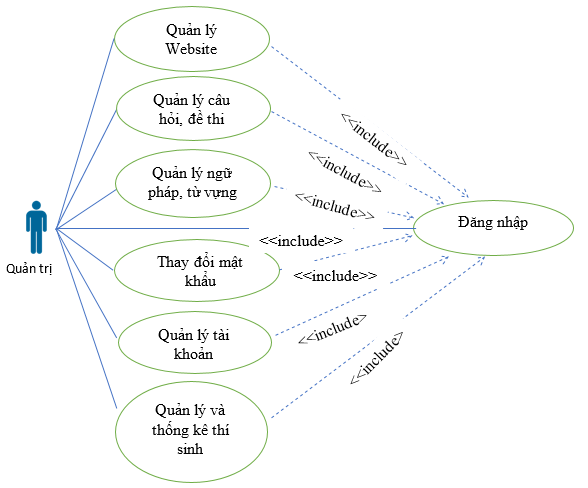 Quản lý
Website
Quản lý câu
hỏi, đề thi
<<include>>
<<include>>
Quản lý ngữ
pháp, từ vựng
<<include>>
Đăng nhập
<<include>>
Quản trị
Thay đổi mật
khẩu
<<include>>
Quản lý tài
khoản
<<include>
<<include>
Quản lý và
thống kê thí
sinh